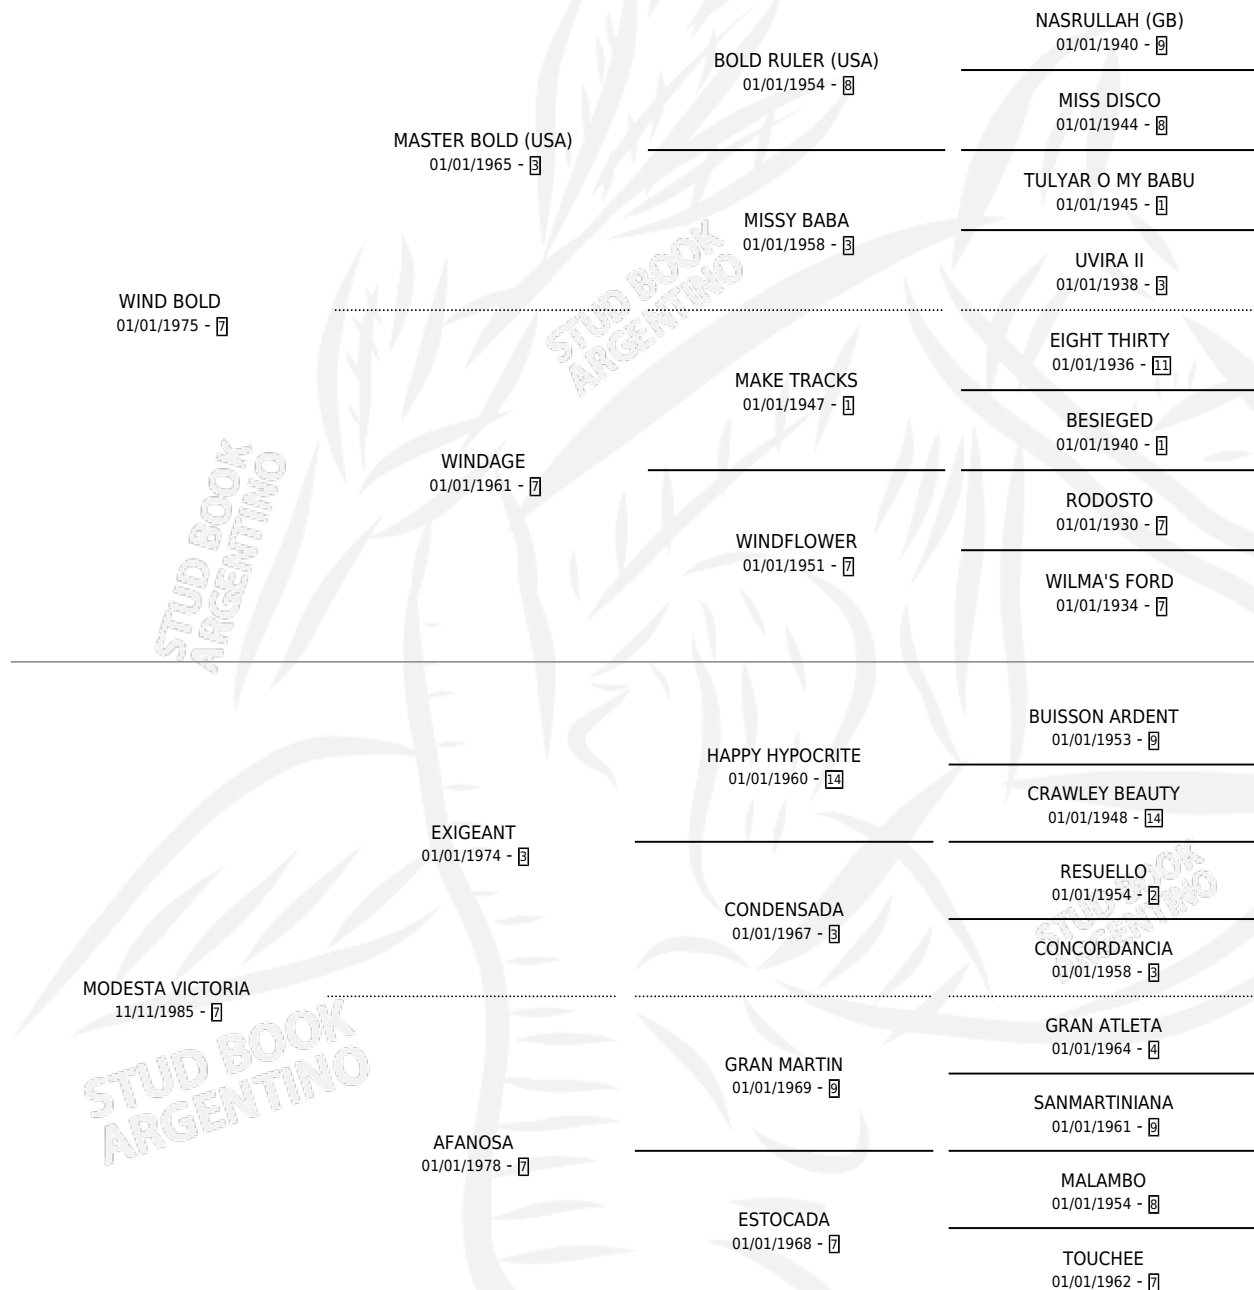 NASRULLAH (GB)
01/01/1940 - 9
BOLD RULER (USA)
01/01/1954 - 8
MISS DISCO
01/01/1944 - 8
MASTER BOLD (USA)
01/01/1965 - 3
TULYAR O MY BABU
01/01/1945 - 1
MISSY BABA
01/01/1958 - 3
UVIRA II
01/01/1938 - 3
WIND BOLD
01/01/1975 - 7
EIGHT THIRTY
01/01/1936 - 11
MAKE TRACKS
01/01/1947 - 1
BESIEGED
01/01/1940 - 1
WINDAGE
01/01/1961 - 7
RODOSTO
01/01/1930 - 7
WINDFLOWER
01/01/1951 - 7
WILMA'S FORD
01/01/1934 - 7
BUISSON ARDENT
01/01/1953 - 9
HAPPY HYPOCRITE
01/01/1960 - 14
CRAWLEY BEAUTY
01/01/1948 - 14
EXIGEANT
01/01/1974 - 3
RESUELLO
01/01/1954 - 2
CONDENSADA
01/01/1967 - 3
CONCORDANCIA
01/01/1958 - 3
MODESTA VICTORIA
11/11/1985 - 7
GRAN ATLETA
01/01/1964 - 4
GRAN MARTIN
01/01/1969 - 9
SANMARTINIANA
01/01/1961 - 9
AFANOSA
01/01/1978 - 7
MALAMBO
01/01/1954 - 8
ESTOCADA
01/01/1968 - 7
TOUCHEE
01/01/1962 - 7
STUD BOOK
ARGENTINO
STUD BOOK
ARGENTINO
STUD BOOK
ARGENTINO
STUD BOOK
ARGENTINO